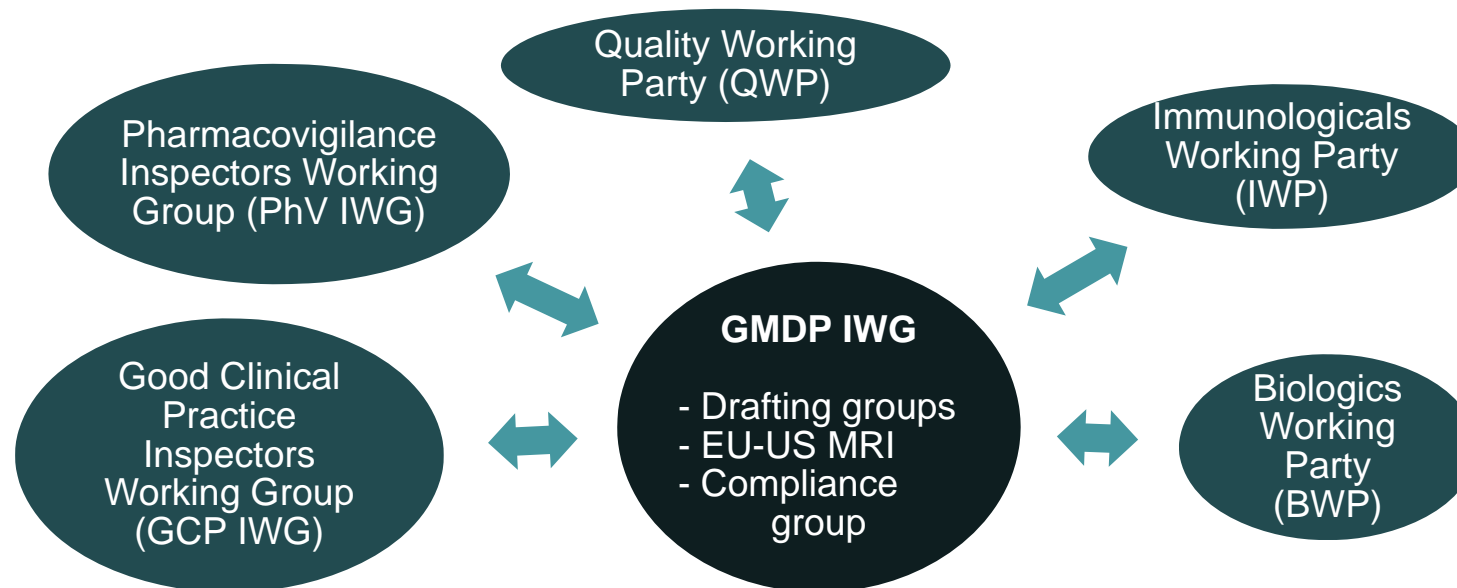 Quality Working
Party (QWP)
Pharmacovigilance
Inspectors Working
Group (PhV IWG)
Immunologicals
Working Party
(IWP)
Good Clinical
Practice
Inspectors
Working Group
(GCP IWG)
GMDP IWG
- Drafting groups
- EU-US MRI
- Compliance
group
Biologics
Working
Party
(BWP)